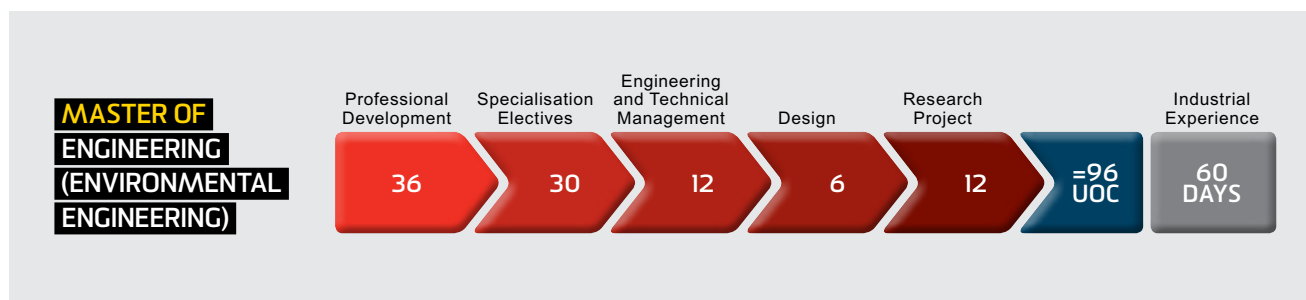 MASTER OF
ENGINEERING
(ENVIRONMENTAL
ENGINEERING)
Professional
Development
36
Specialisation
Electives
30
Engineering
and Technical
Management
12
Design
6
Research
Project
12
=96
UOC
Industrial
Experience
60
DAYS